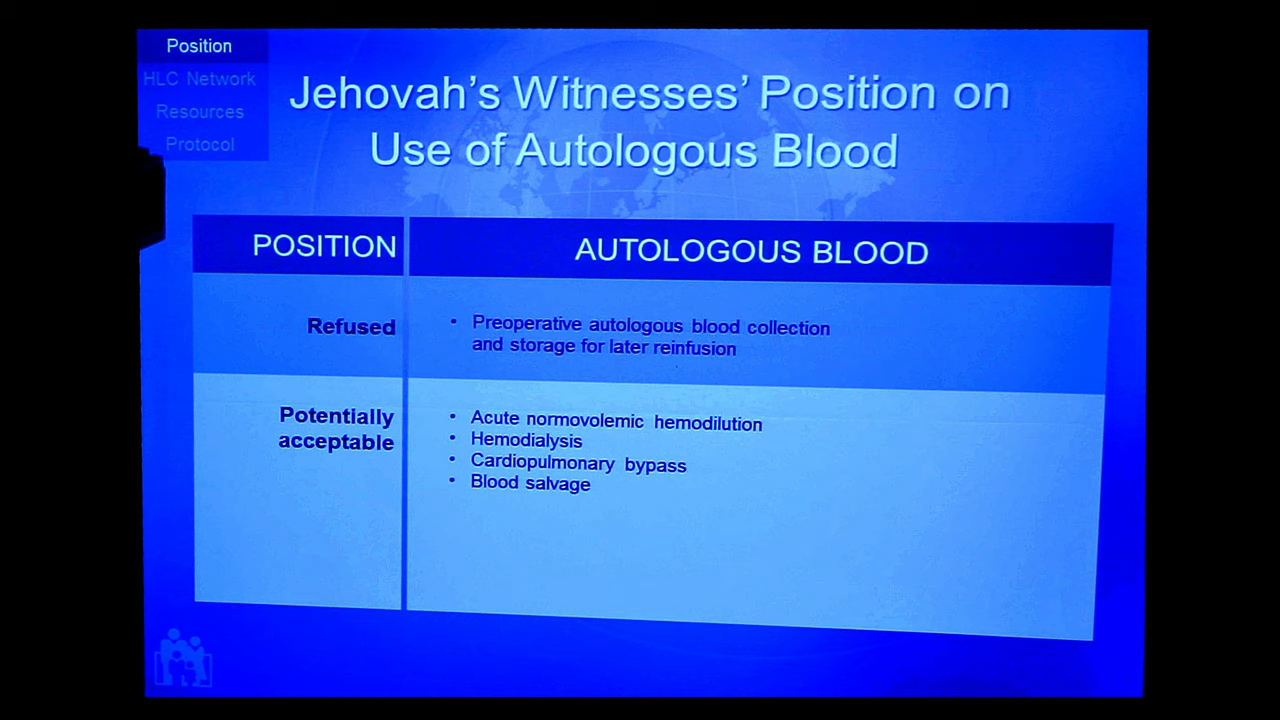 Position
HLC Network
Resources
Protocol
Jehovah's Witnesses' Position on
Use of Autologous Blood
POSITION
AUTOLOGOUS BLOOD
Refused
• Preoperative autologous blood collection
and storage for later reinfusion
Potentially
acceptable
• Acute normovolemic hemodilution
• Hemodialysis
• Cardiopulmonary bypass
• Blood salvage